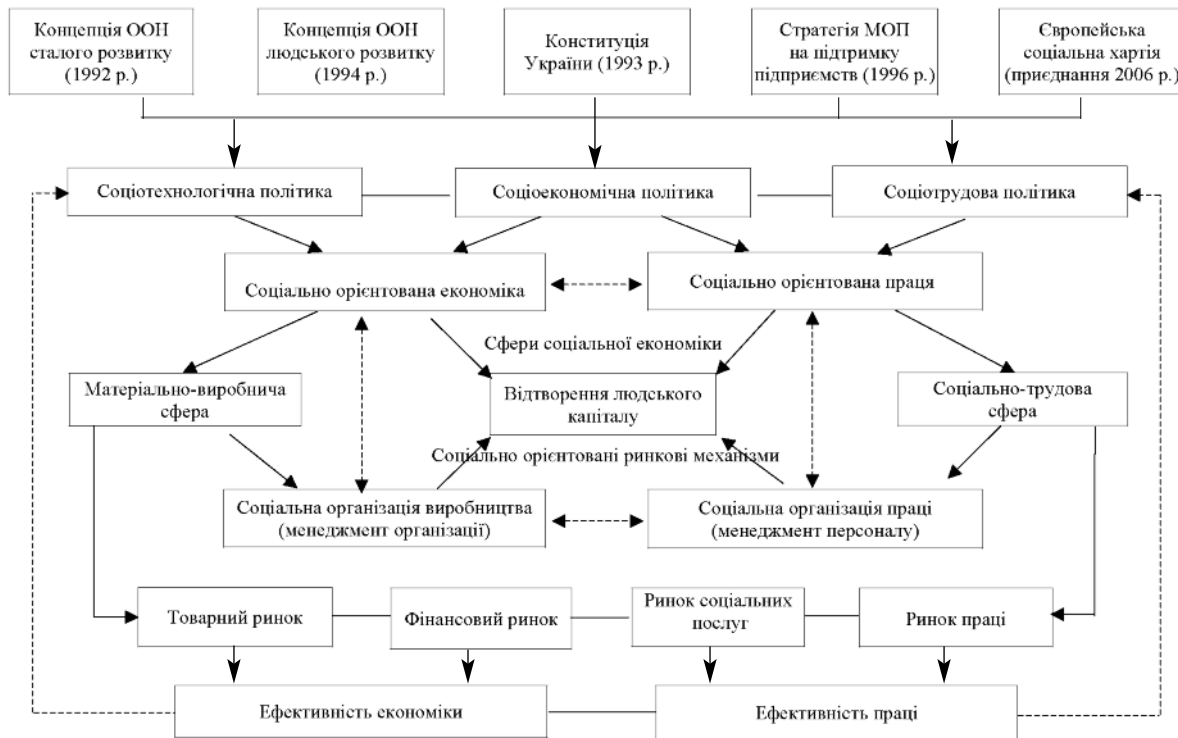 Концепція ООН
сталого розвитку
(1992 р.)
Концепція ООН
людського розвитку
(1994 р.)
Конституція
України (1993 р.)
Стратегія МОП
на підтримку
підприємств (1996 р.)
Європейська
соціальна хартія
(приєднання 2006 р.)
Соціотехнологічна політика
Соціоекономічна політика
Соціотрудова політика
Соціально орієнтована економіка
Соціально орієнтована праця
Сфери соціальної економіки
Матеріально-виробнича
сфера
Відтворення людського
капіталу
Соціально-трудова
сфера
Соціально орієнтовані ринкові механізми
Соціальна організація виробництва
(менеджмент організації)
Соціальна організація праці
(менеджмент персоналу)
Товарний ринок
Фінансовий ринок
Ринок соціальних
послуг
Ринок праці
Ефективність економіки
Ефективність праці